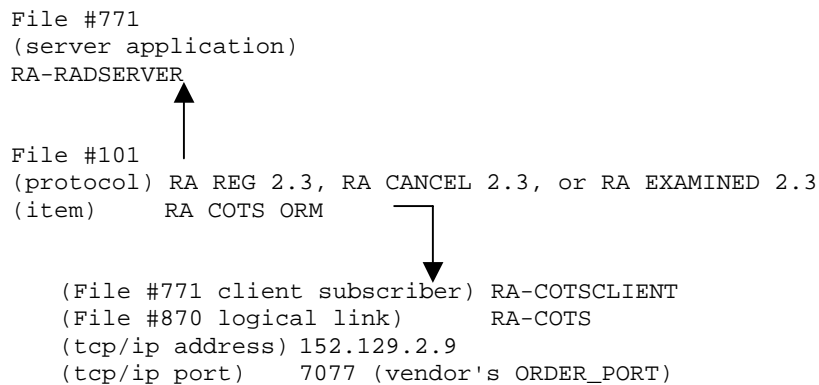 File #771
(server application)
RA-RADSERVER
File #101
(protocol) RA REG 2.3, RA CANCEL 2.3, or RA EXAMINED 2.3
(item) RA COTS ORM
(File #771 client subscriber) RA-COTSCLIENT
(File #870 logical link) RA-COTS
(tcp/ip address) 152.129.2.9
(tcp/ip port) 7077 (vendor's ORDER_PORT)